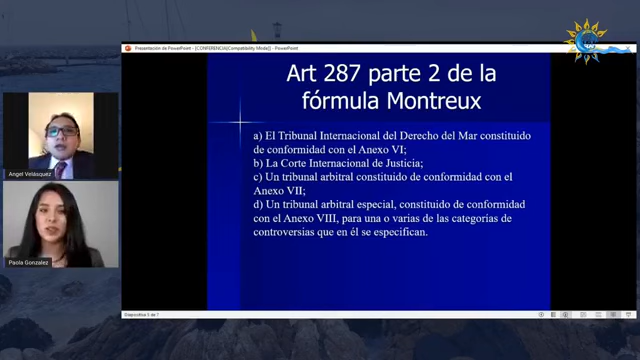 Presentación de PowerPoint - [CONFERENCIA [Compatibility Mode]] - PowerPoint
Art 287 parte 2 de la
fórmula Montreux
a) El Tribunal Internacional del Derecho del Mar constituido
de conformidad con el Anexo VI;
b) La Corte Internacional de Justicia;
c) Un tribunal arbitral constituido de conformidad con el
Anexo VII;
d) Un tribunal arbitral especial, constituido de conformidad
con el Anexo VIII, para una o varias de las categorías de
controversias que en él se especifican.
Angel Velásquez
Paola Gonzalez